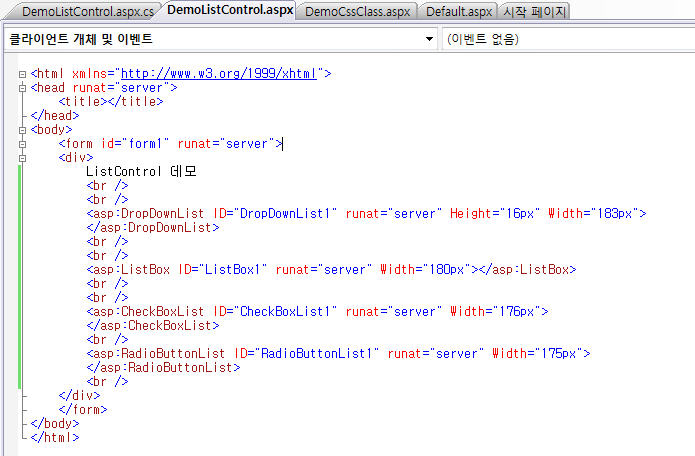 DemoListControl.aspx.cs DemoListControl.aspx DemoCssClass.aspx Default.aspx 시작 페이지
클라이언트 개체 및 이벤트 (이벤트 없음)
<html xmlns="http://www.w3.org/1999/xhtml">
<head runat="server">
<title></title>
</head>
<body>
<form id="form1" runat="server">
<div>
ListControl 데모
<br />
<br />
<asp:DropDownList ID="DropDownList1" runat="server" Height="16px" Width="183px">
</asp:DropDownList>
<br />
<br />
<asp:ListBox ID="ListBox1" runat="server" Width="180px"></asp:ListBox>
<br />
<br />
<asp:CheckBoxList ID="CheckBoxList1" runat="server" Width="176px">
</asp:CheckBoxList>
<br />
<asp:RadioButtonList ID="RadioButtonList1" runat="server" Width="175px">
</asp:RadioButtonList>
<br />
</div>
</form>
</body>
</html>